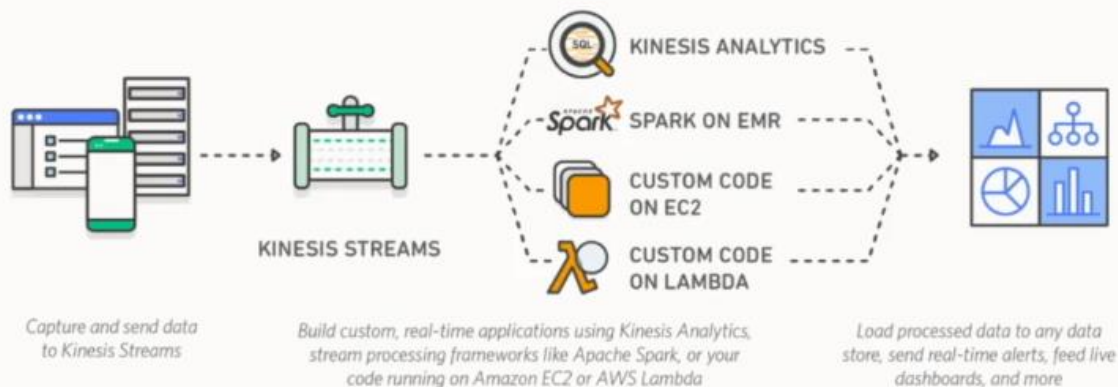 SQL
KINESIS ANALYTICS
APACHE
Spark
SPARK ON EMR
CUSTOM CODE
ON EC2
KINESIS STREAMS
CUSTOM CODE
ON LAMBDA
Capture and send data
to Kinesis Streams
Build custom, real-time applications using Kinesis Analytics,
stream processing frameworks like Apache Spark, or your
code running on Amazon EC2 or AWS Lambda
Load processed data to any data
store, send real-time alerts, feed live
dashboards, and more